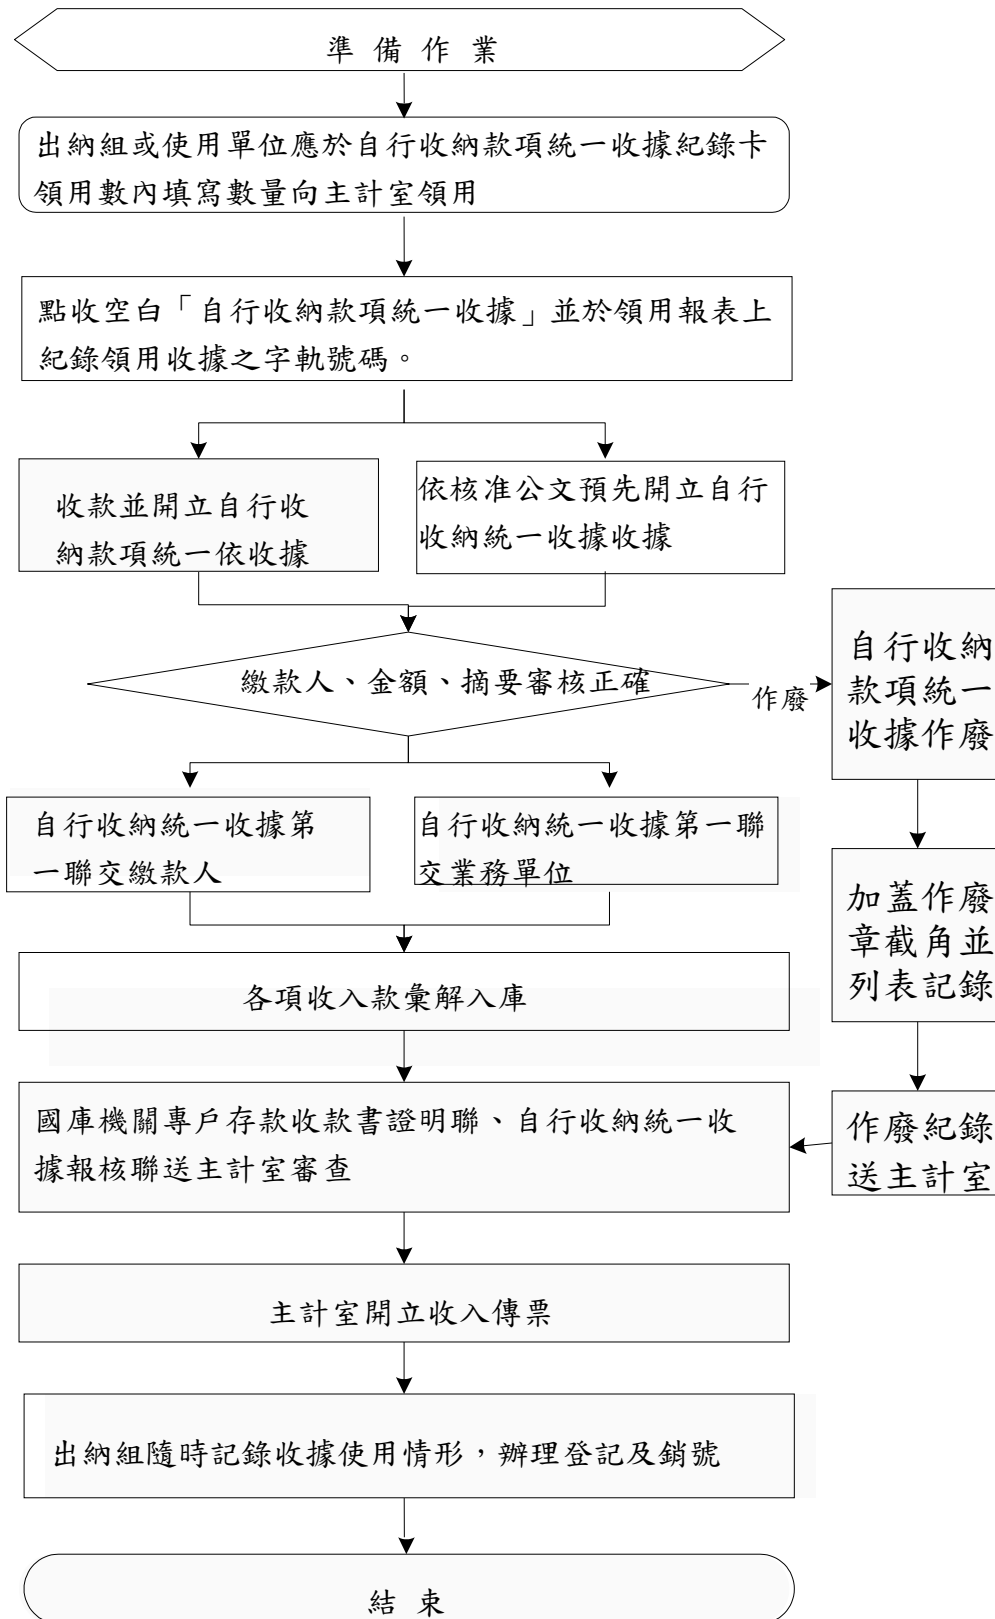 準備作業
出納組或使用單位應於自行收納款項統一收據紀錄卡
領用數內填寫數量向主計室領用
點收空白「自行收納款項統一收據」並於領用報表上
紀錄領用收據之字軌號碼。
收款並開立自行收
納款項統一依收據
依核准公文預先開立自行
收納統一收據收據
繳款人、金額、摘要審核正確
作廢
自行收納
款項統一
收據作廢
自行收納統一收據第
一聯交繳款人
自行收納統一收據第一聯
交業務單位
加蓋作廢
章截角並
列表記錄
各項收入款彙解入庫
國庫機關專戶存款收款書證明聯、自行收納統一收
據報核聯送主計室審查
作廢紀錄
送主計室
主計室開立收入傳票
出納組隨時記錄收據使用情形，辦理登記及銷號
結束